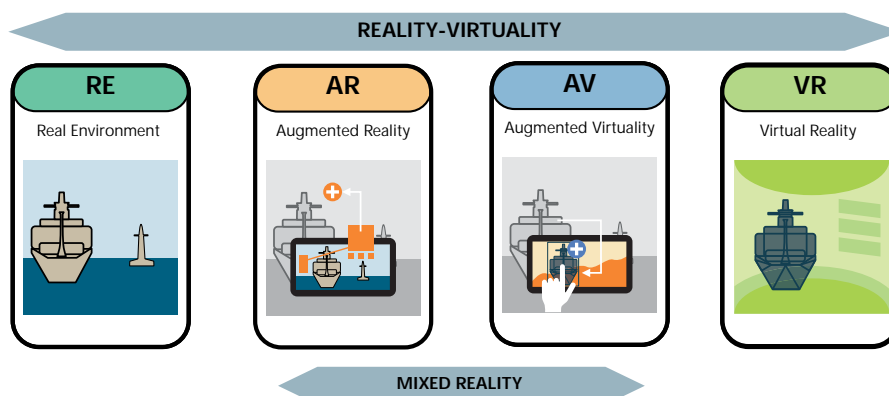 REALITY-VIRTUALITY
RE
Real Environment
AR
Augmented Reality
AV
Augmented Virtuality
VR
Virtual Reality
MIXED REALITY